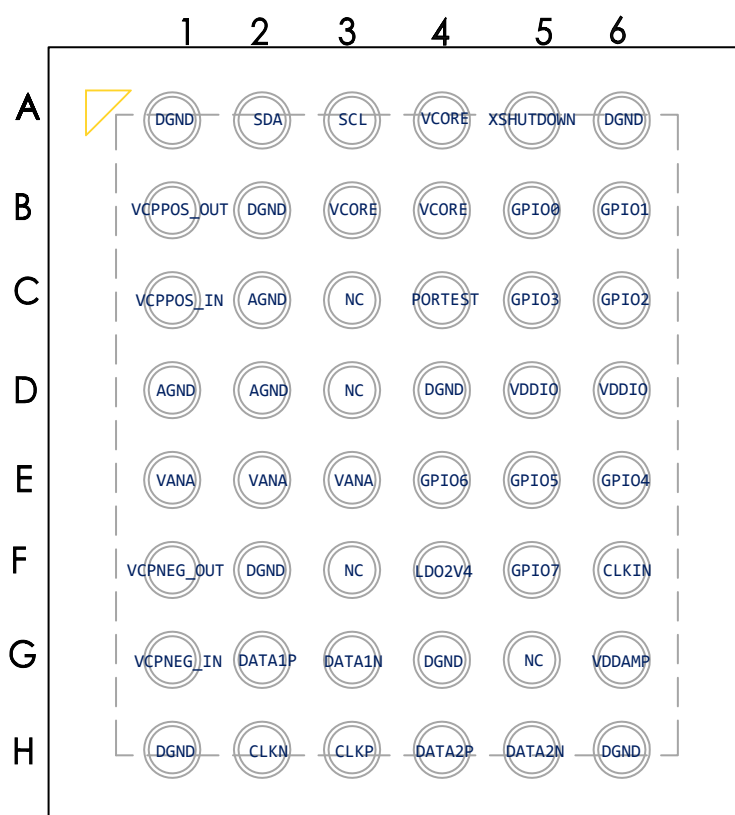 1 2 3 4 5 6
A DGND SDA SCL VCORE XSHUTDOWN DGND
B VCPPOS_OUT DGND VCORE VCORE GPIO0 GPIO1
C VCPPOS_IN AGND NC PORTEST GPIO3 GPIO2
D AGND AGND NC DGND VDDIO VDDIO
E VANA VANA VANA GPIO6 GPIO5 GPIO4
F VCPNEG_OUT DGND NC LDO2V4 GPIO7 CLKIN
G VCPNEG_IN DATA1P DATA1N DGND NC VDDAMP
H DGND CLKN CLKP DATA2P DATA2N DGND